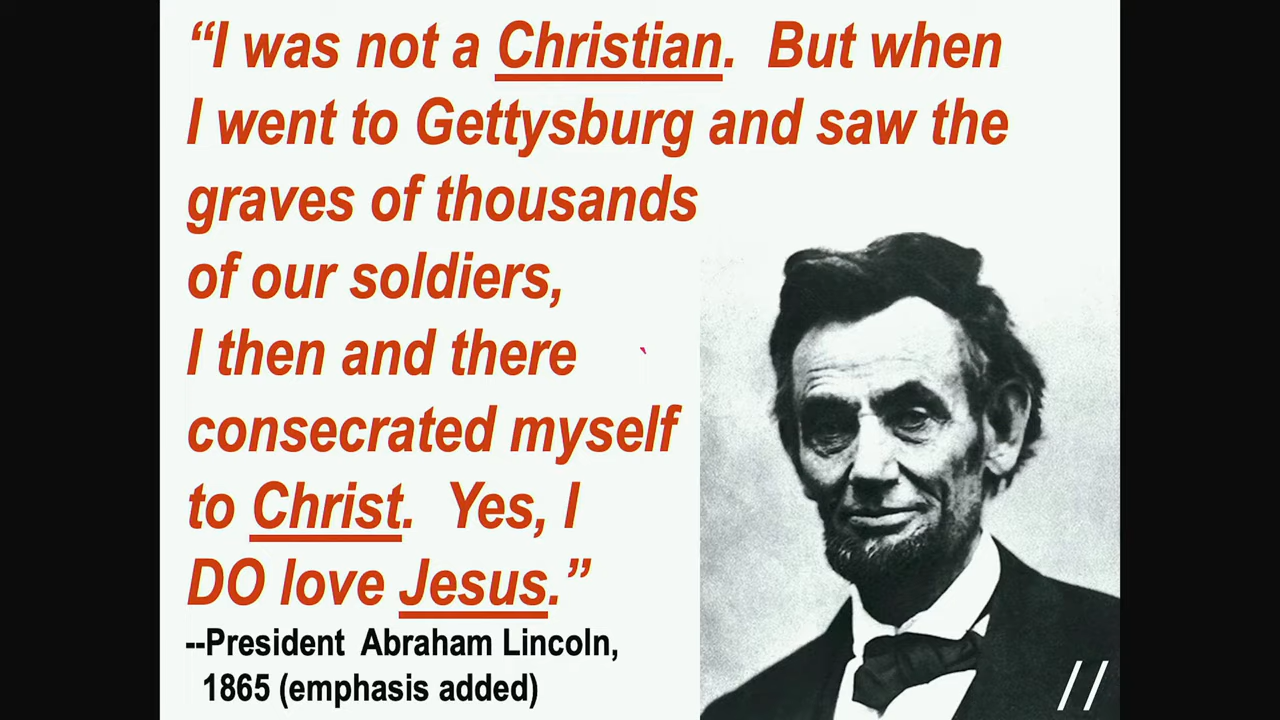 “I was not a Christian.  But when
I went to Gettysburg and saw the
graves of thousands
of our soldiers,
I then and there
consecrated myself
to Christ.  Yes, I
DO love Jesus.”
--President  Abraham Lincoln,
1865 (emphasis added)
//